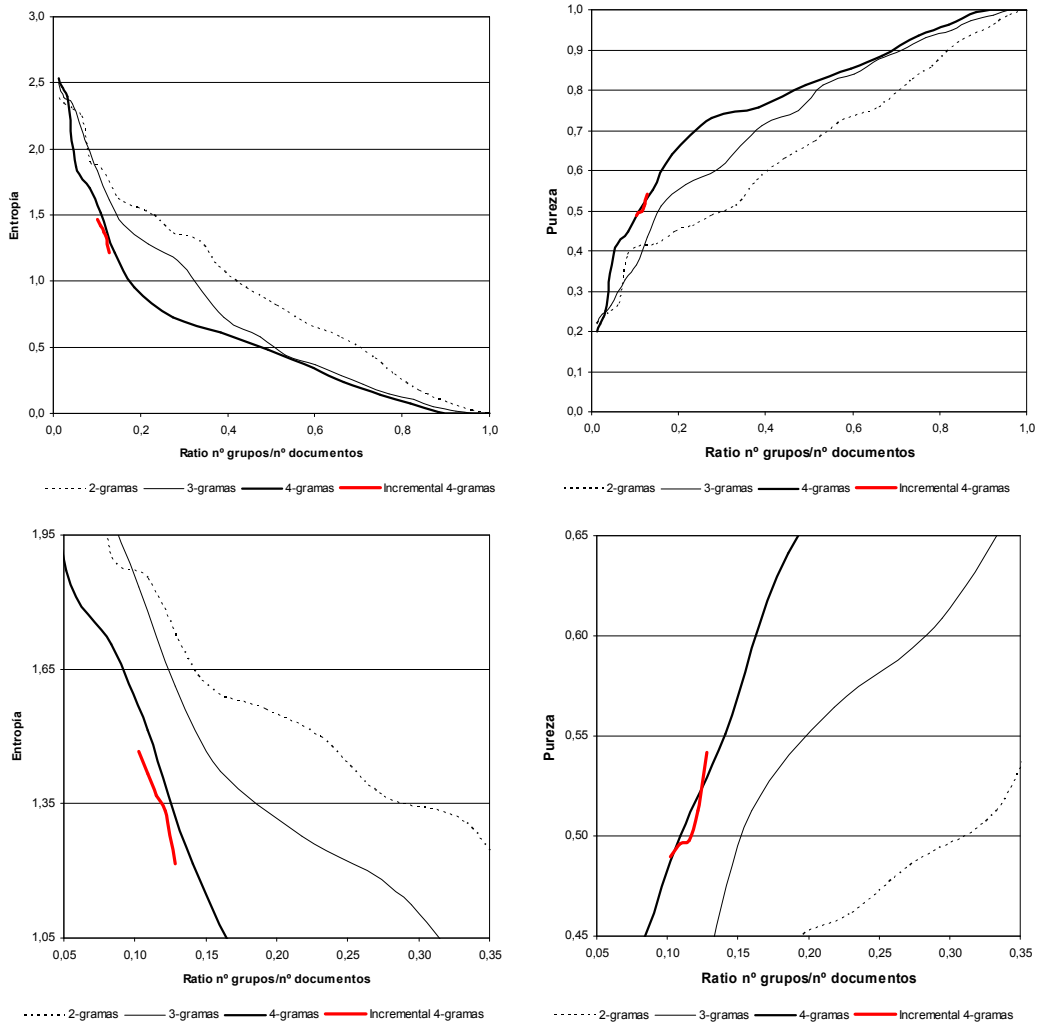 3,0
2,5
2,0
1,5
1,0
0,5
0,0
Entropía
0,0 0,2 0,4 0,6 0,8 1,0
Ratio nº grupos/nº documentos
2-gramas 3-gramas 4-gramas Incremental 4-gramas
1,0
0,9
0,8
0,7
0,6
0,5
0,4
0,3
0,2
0,1
0,0
Pureza
0,0 0,2 0,4 0,6 0,8 1,0
Ratio nº grupos/nº documentos
2-gramas 3-gramas 4-gramas Incremental 4-gramas
1,95
1,65
1,35
1,05
Entropía
0,05 0,10 0,15 0,20 0,25 0,30 0,35
Ratio nº grupos/nº documentos
2-gramas 3-gramas 4-gramas Incremental 4-gramas
0,65
0,60
0,55
0,50
0,45
Pureza
0,05 0,10 0,15 0,20 0,25 0,30 0,35
Ratio nº grupos/nº documentos
2-gramas 3-gramas 4-gramas Incremental 4-gramas